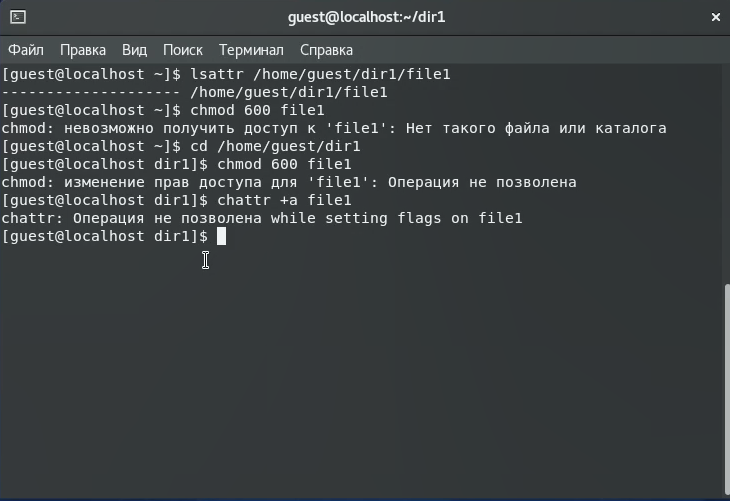 guest@localhost:~/dir1
Файл Правка Вид Поиск Терминал Справка
[guest@localhost ~]$ lsattr /home/guest/dir1/file1
-------------------- /home/guest/dir1/file1
[guest@localhost ~]$ chmod 600 file1
chmod: невозможно получить доступ к 'file1': Нет такого файла или каталога
[guest@localhost ~]$ cd /home/guest/dir1
[guest@localhost dir1]$ chmod 600 file1
chmod: изменение прав доступа для 'file1': Операция не позволена
[guest@localhost dir1]$ chattr +a file1
chattr: Операция не позволена while setting flags on file1
[guest@localhost dir1]$